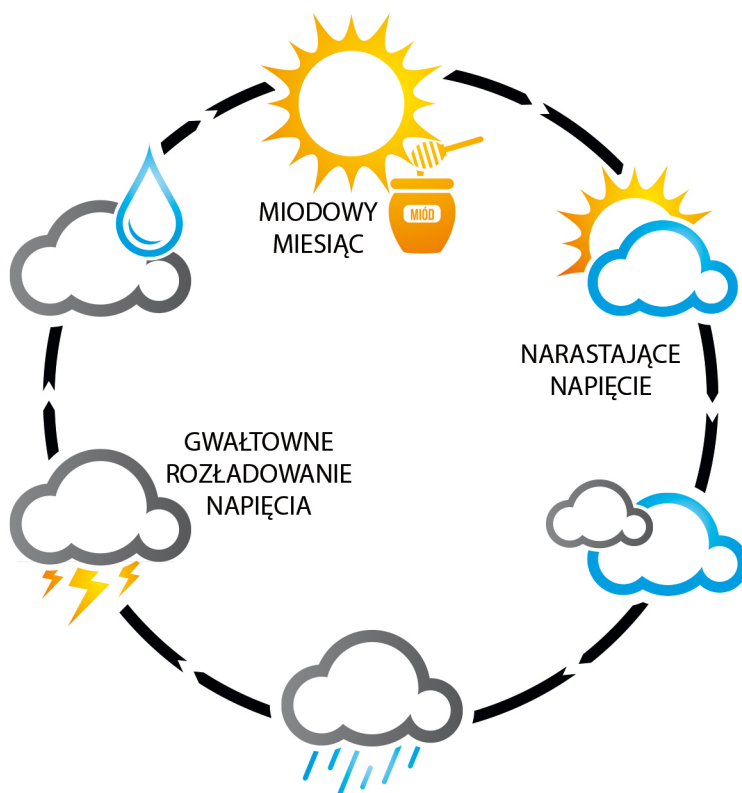 MIODOWY
MIESIĄC
MIÓD
NARASTAJĄCE
NAPIĘCIE
GWAŁTOWNE
ROZŁADOWANIE
NAPIĘCIA